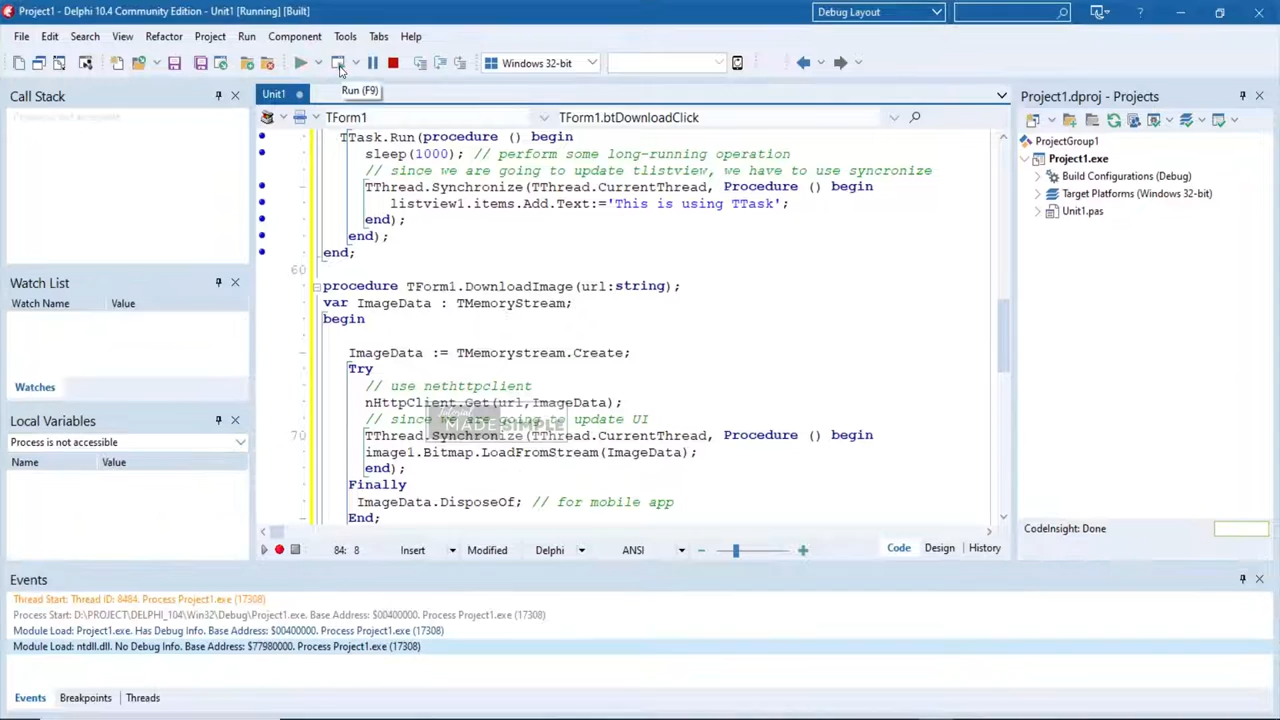 Project1 - Delphi 10.4 Community Edition - Unit1 [Running] [Built]
Debug Layout
File Edit Search View Refactor Project Run Component Tools Tabs Help
Windows 32-bit
Run (F9)
Call Stack
Process is not accessible
Unit1
TForm1
TForm1.btDownloadClick
TTask.Run(procedure () begin
sleep(1000); // perform some long-running operation
// since we are going to update tlistview, we have to use syncronize
TThread.Synchronize(TThread.CurrentThread, Procedure () begin
listview1.items.Add.Text:='This is using TTask';
end);
end);
end;
60
procedure TForm1.DownloadImage(url:string);
var ImageData : TMemoryStream;
begin
ImageData := TMemorystream.Create;
Try
// use nethttpclient
nHttpClient.Get(url,ImageData);
// since we are going to update UI
70
TThread.Synchronize(TThread.CurrentThread, Procedure () begin
image1.Bitmap.LoadFromStream(ImageData);
end);
Finally
ImageData.DisposeOf; // for mobile app
End;
tutorial
MADE SIMPLE
84: 8
Insert
Modified
Delphi
ANSI
Code
Design
History
Watch List
Watch Name Value
Watches
Local Variables
Process is not accessible
Name Value
Project1.dproj - Projects
ProjectGroup1
Project1.exe
Build Configurations (Debug)
Target Platforms (Windows 32-bit)
Unit1.pas
CodeInsight: Done
Events
Thread Start: Thread ID: 8484. Process Project1.exe (17308)
Process Start: D:\PROJECT\DELPHI_104\Win32\Debug\Project1.exe. Base Address: $00400000. Process Project1.exe (17308)
Module Load: Project1.exe. Has Debug Info. Base Address: $00400000. Process Project1.exe (17308)
Module Load: ntdll.dll. No Debug Info. Base Address: $77980000. Process Project1.exe (17308)
Events Breakpoints Threads